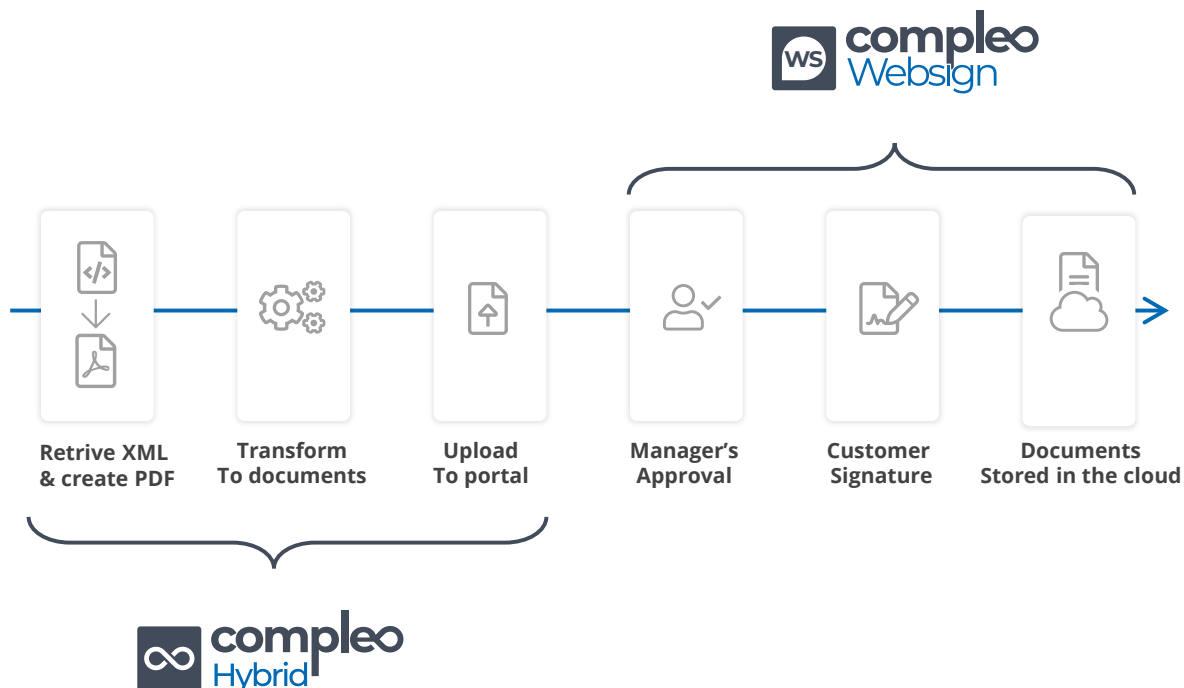 WS
compleo
Websign
Retrive XML
& create PDF
Transform
To documents
Upload
To portal
Manager's
Approval
Customer
Signature
Documents
Stored in the cloud
compleo
Hybrid